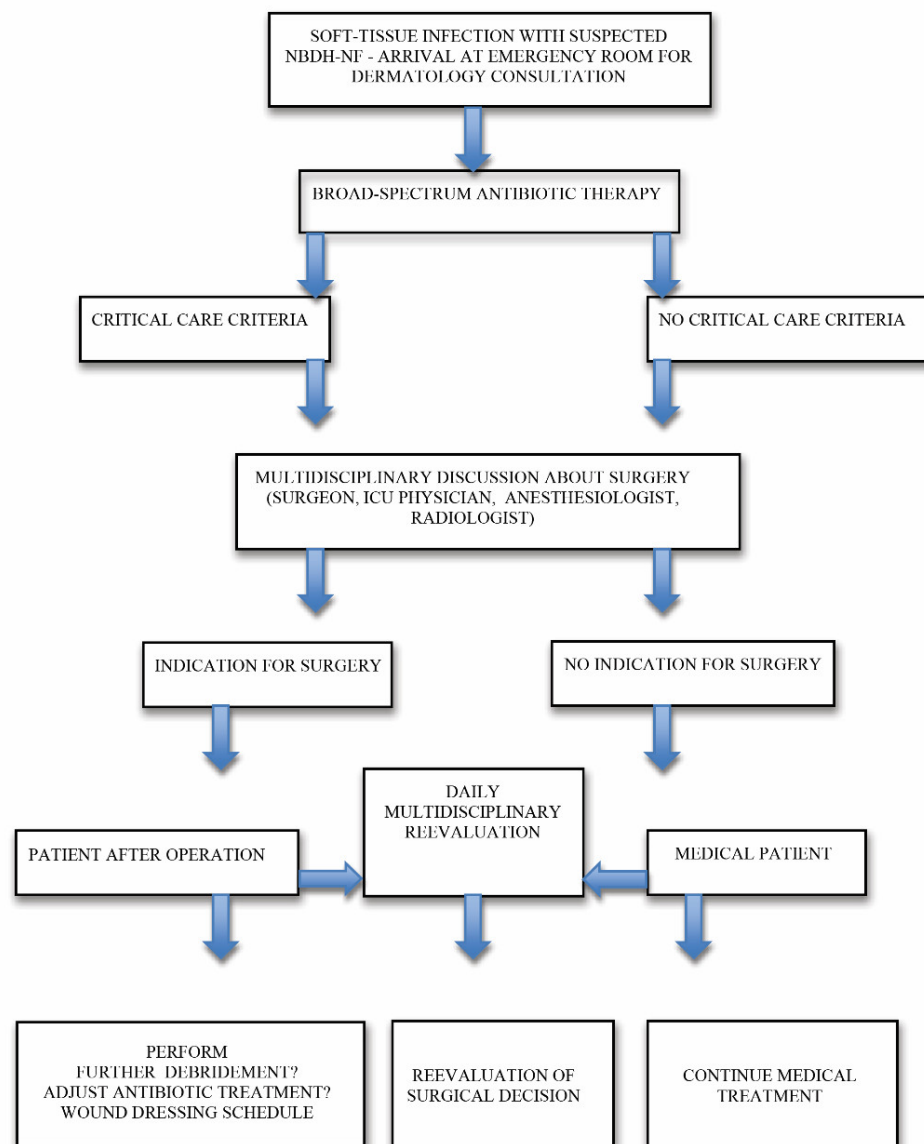 SOFT-TISSUE INFECTION WITH SUSPECTED
NBDH-NF - ARRIVAL AT EMERGENCY ROOM FOR
DERMATOLOGY CONSULTATION
BROAD-SPECTRUM ANTIBIOTIC THERAPY
CRITICAL CARE CRITERIA
NO CRITICAL CARE CRITERIA
MULTIDISCIPLINARY DISCUSSION ABOUT SURGERY
(SURGEON, ICU PHYSICIAN, ANESTHESIOLOGIST,
RADIOLOGIST)
INDICATION FOR SURGERY
NO INDICATION FOR SURGERY
DAILY
MULTIDISCIPLINARY
REEVALUATION
PATIENT AFTER OPERATION
MEDICAL PATIENT
PERFORM
FURTHER DEBRIDEMENT?
ADJUST ANTIBIOTIC TREATMENT?
WOUND DRESSING SCHEDULE
REEVALUATION OF
SURGICAL DECISION
CONTINUE MEDICAL
TREATMENT